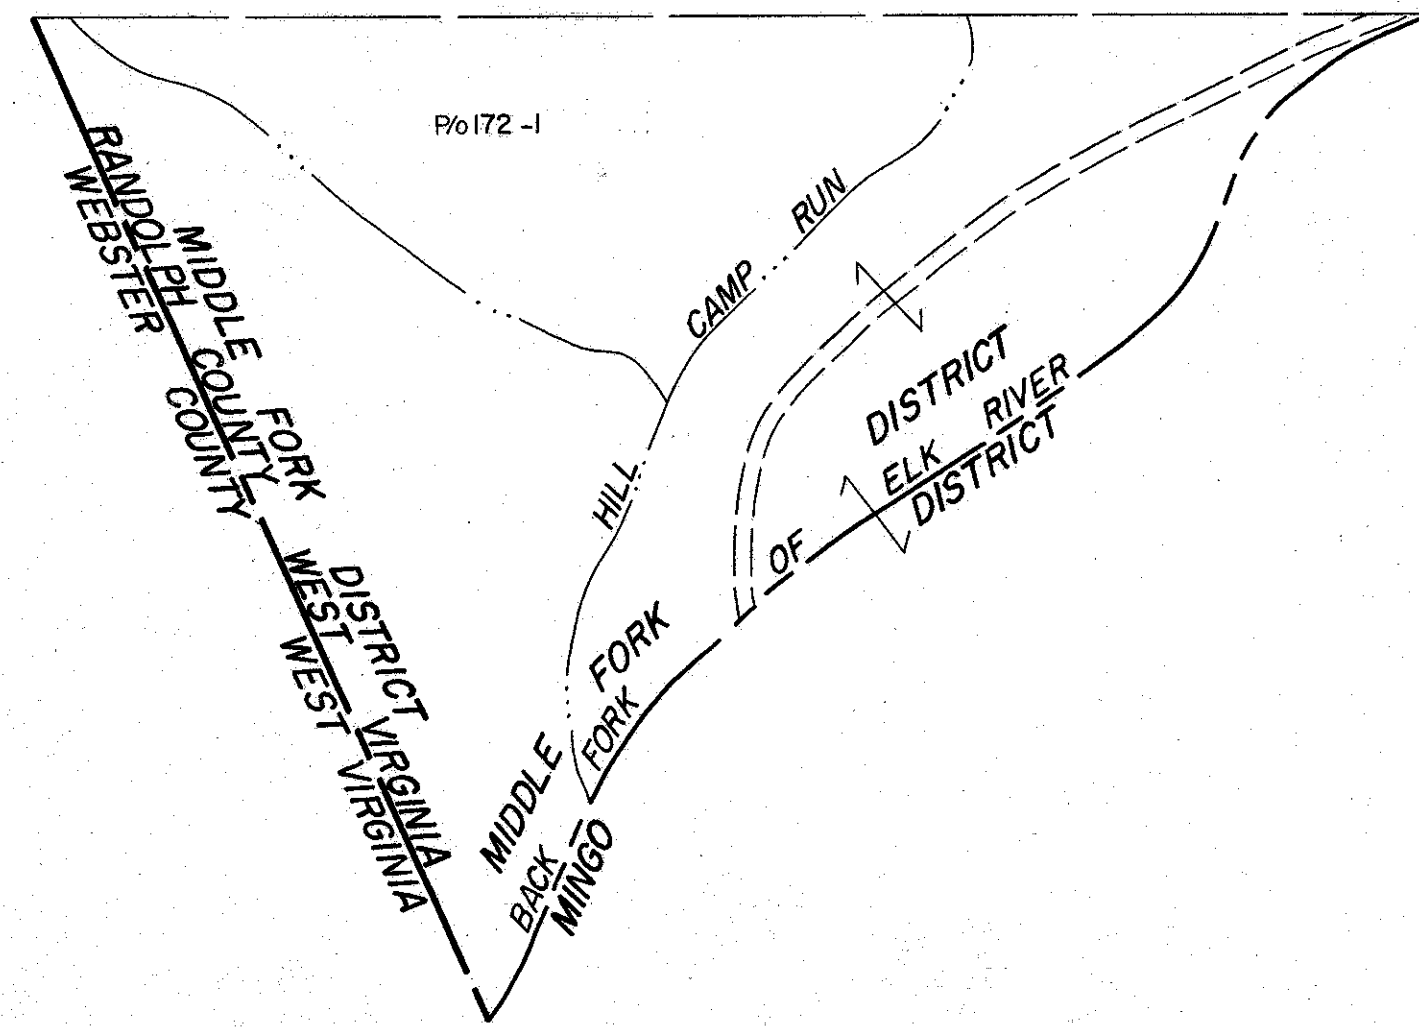 P/o 172 -1
RANDOLPH COUNTY WEST VIRGINIA
WEBSTER COUNTY WEST VIRGINIA
MIDDLE FORK DISTRICT
HILL CAMP RUN
MIDDLE FORK DISTRICT
BACK FORK OF ELK RIVER
MINGO DISTRICT